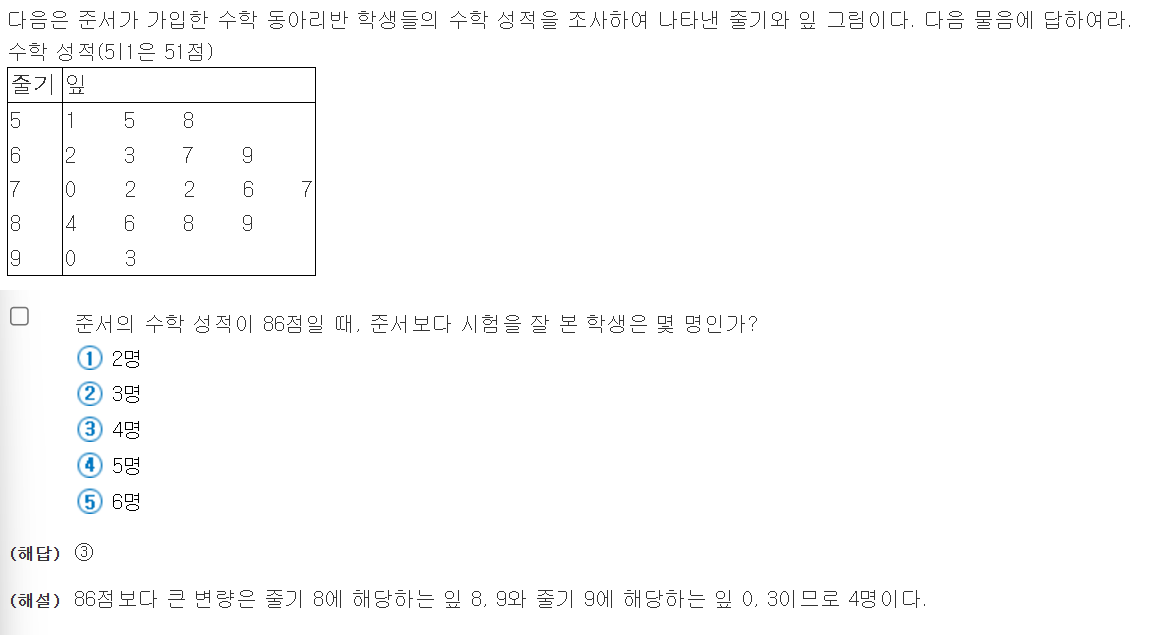 다음은 준서가 가입한 수학 동아리반 학생들의 수학 성적을 조사하여 나타낸 줄기와 잎 그림이다. 다음 물음에 답하여라.
수학 성적(5|1은 51점)
줄기 잎
5 1 5 8
6 2 3 7 9
7 0 2 2 6 7
8 4 6 8 9
9 0 3
준서의 수학 성적이 86점일 때, 준서보다 시험을 잘 본 학생은 몇 명인가?
① 2명
② 3명
③ 4명
④ 5명
⑤ 6명
(해답) ③
(해설) 86점보다 큰 변량은 줄기 8에 해당하는 잎 8, 9와 줄기 9에 해당하는 잎 0, 3이므로 4명이다.